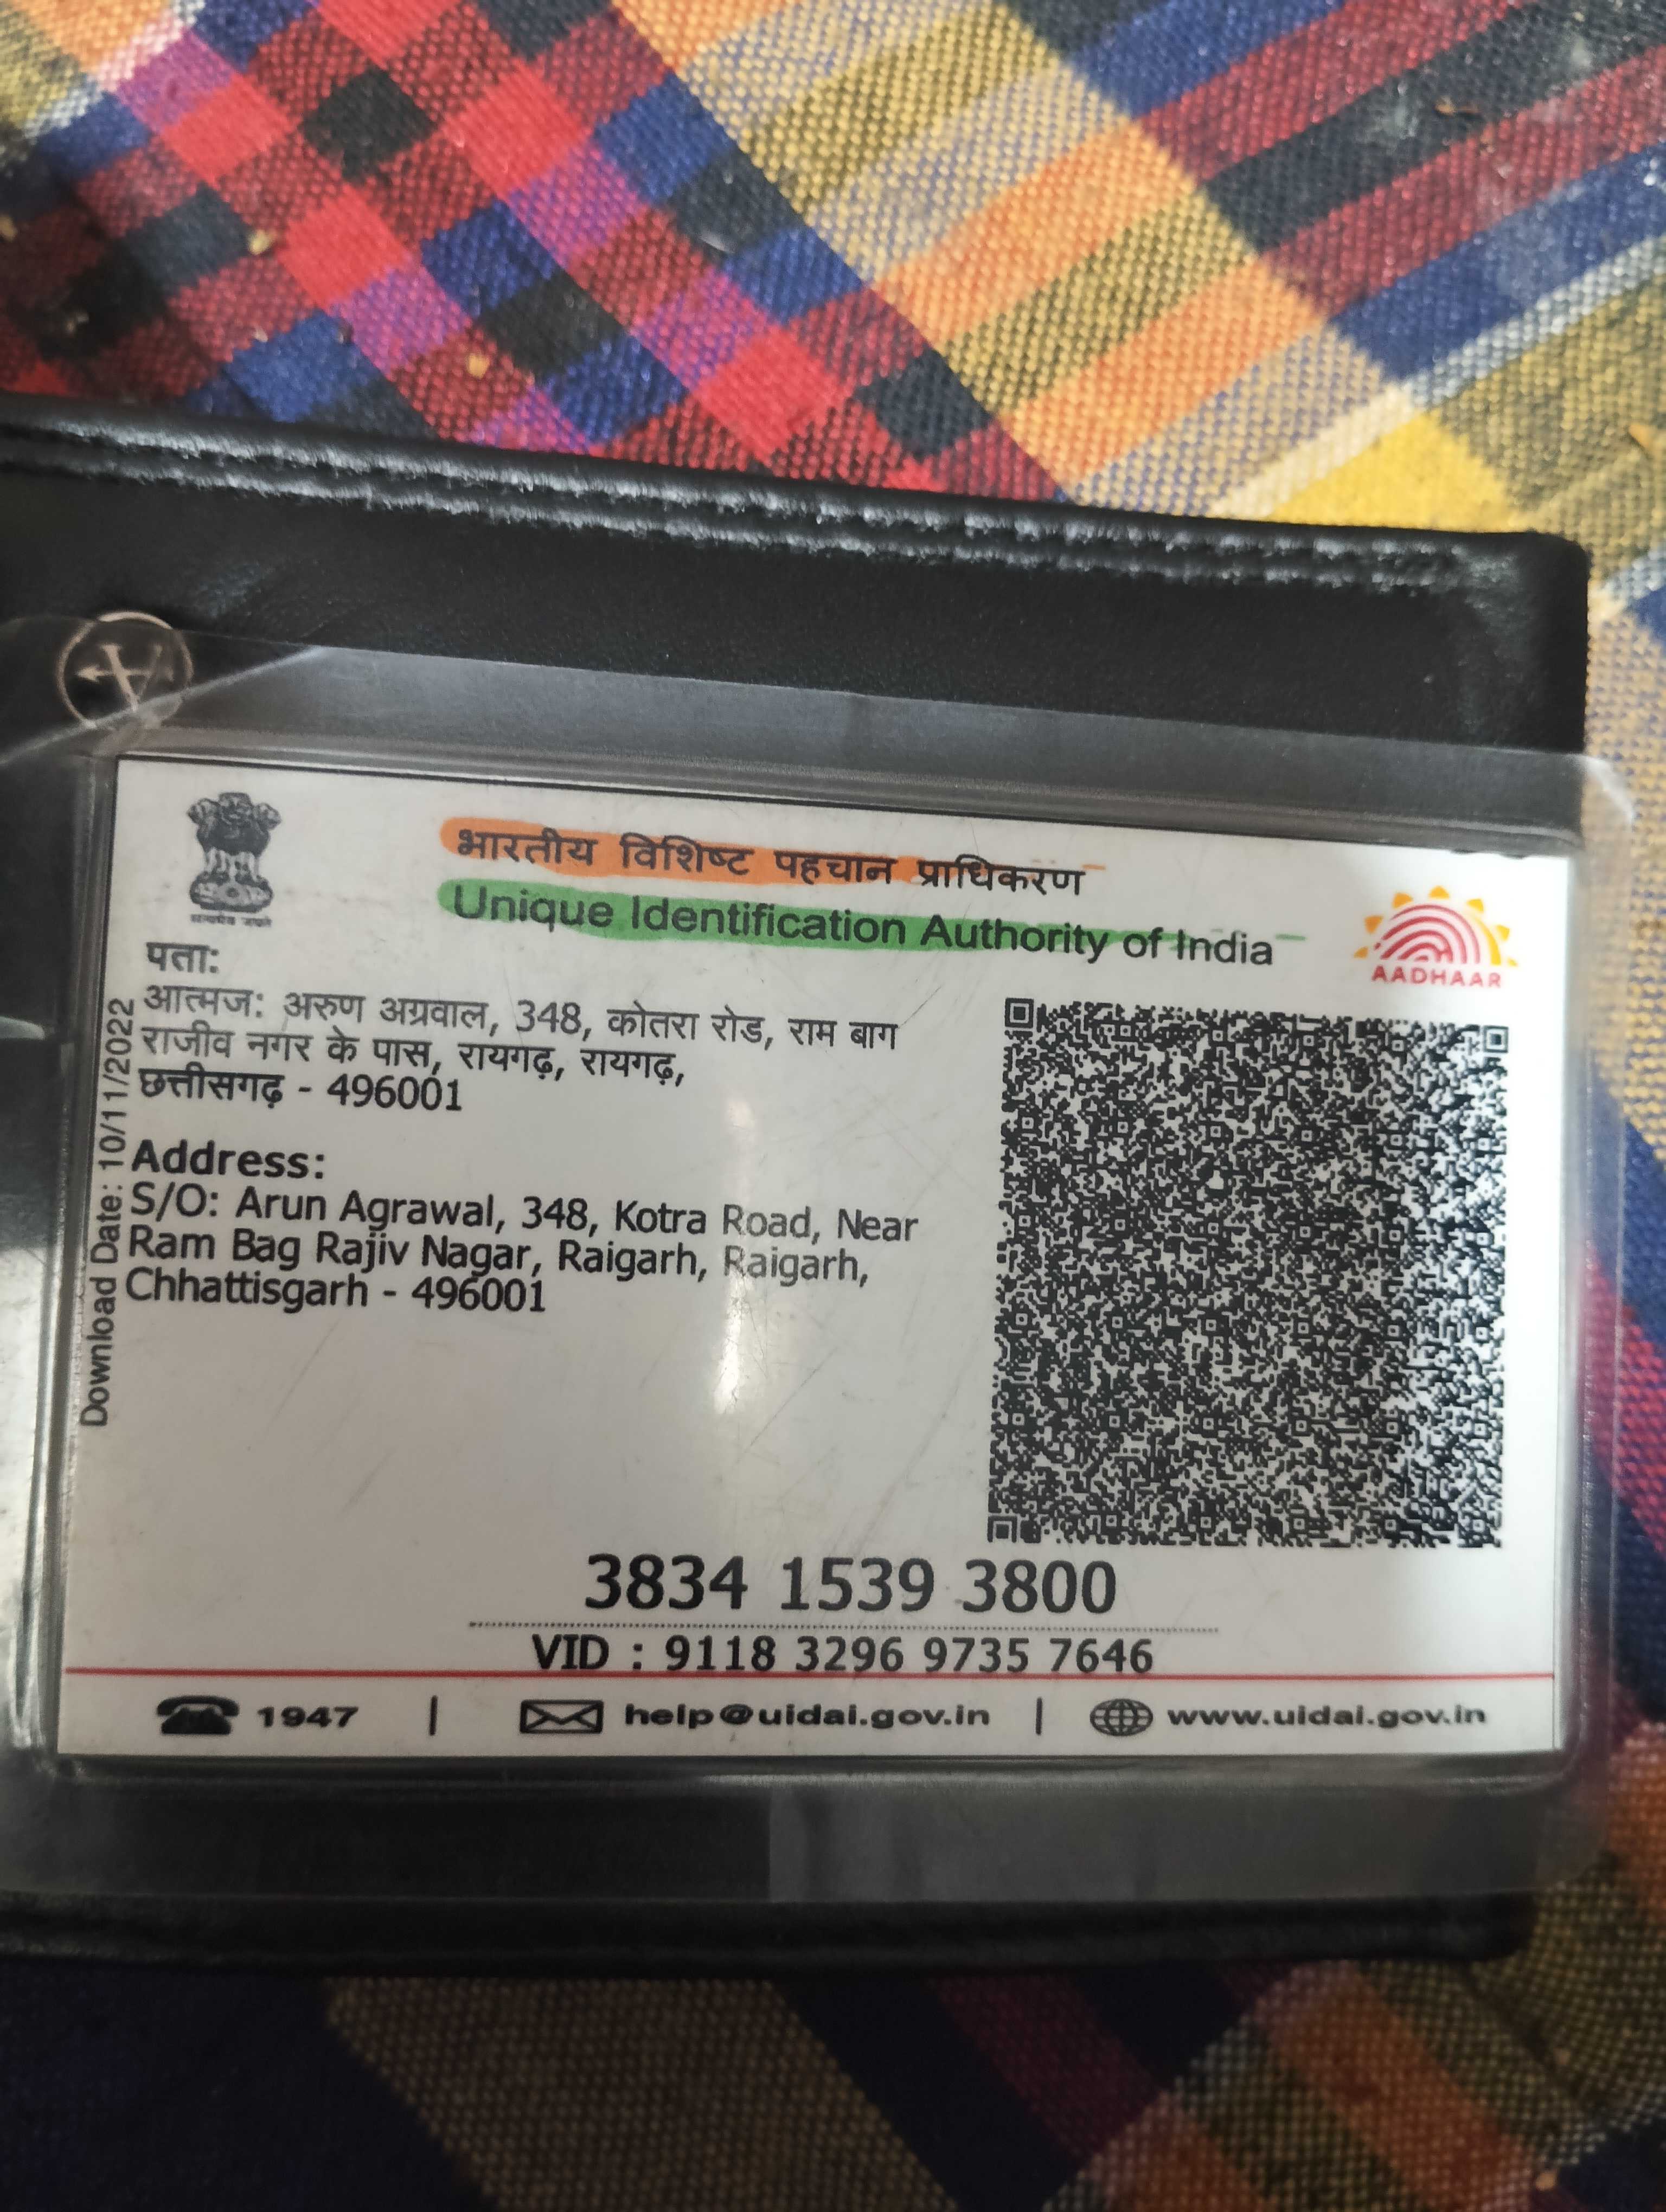 भारतीय विशिष्ट पहचान प्राधिकरण
Unique Identification Authority of India
AADHAAR
पता:
आत्मज: अरुण अग्रवाल, 348, कोतरा रोड, राम बाग
राजीव नगर के पास, रायगढ़, रायगढ़,
छत्तीसगढ़ - 496001
Address:
S/O: Arun Agrawal, 348, Kotra Road, Near
Ram Bag Rajiv Nagar, Raigarh, Raigarh,
Chhattisgarh - 496001
Download Date: 10/11/2022
3834 1539 3800
VID : 9118 3296 9735 7646
1947 | help@uidai.gov.in | www.uidai.gov.in